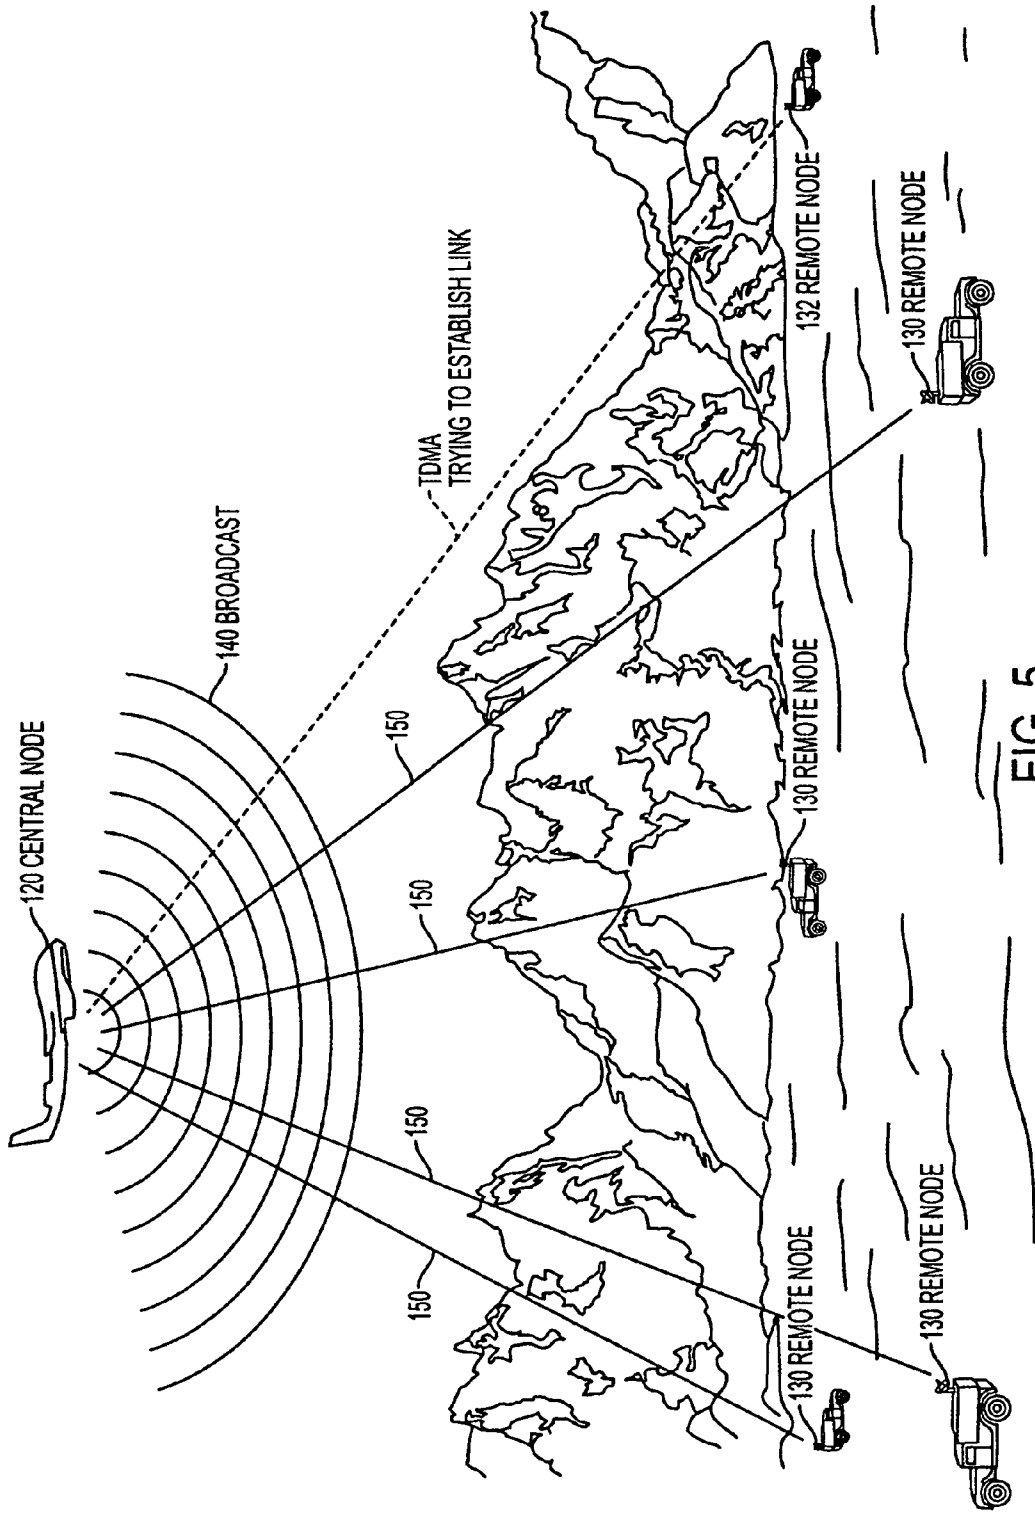 120 CENTRAL NODE
140 BROADCAST
TDMA
TRYING TO ESTABLISH LINK
150
150
150
150
130 REMOTE NODE
130 REMOTE NODE
132 REMOTE NODE
130 REMOTE NODE
130 REMOTE NODE
FIG. 5